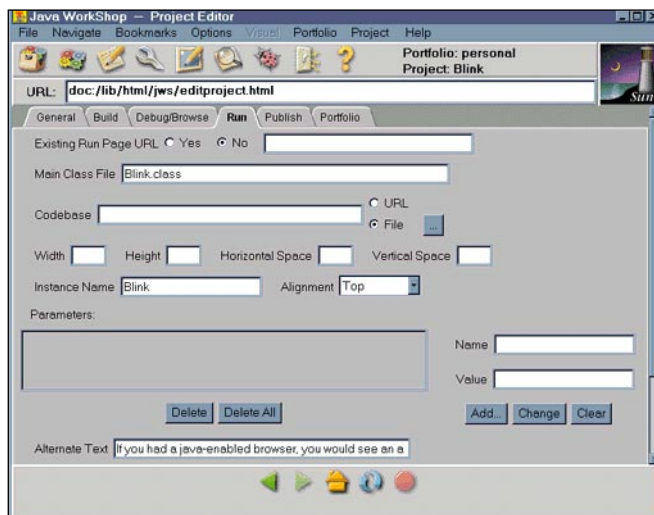 Java WorkShop — Project Editor
File Navigate Bookmarks Options Visual Portfolio Project Help
Portfolio: personal
Project: Blink
URL: doc:/lib/html/jws/editproject.html
Sun
General Build Debug/Browse Run Publish Portfolio
Existing Run Page URL Yes No
Main Class File Blink.class
Codebase
URL
File ...
Width Height Horizontal Space Vertical Space
Instance Name Blink Alignment Top
Parameters:
Name
Value
Delete Delete All Add... Change Clear
Alternate Text If you had a java-enabled browser, you would see an a